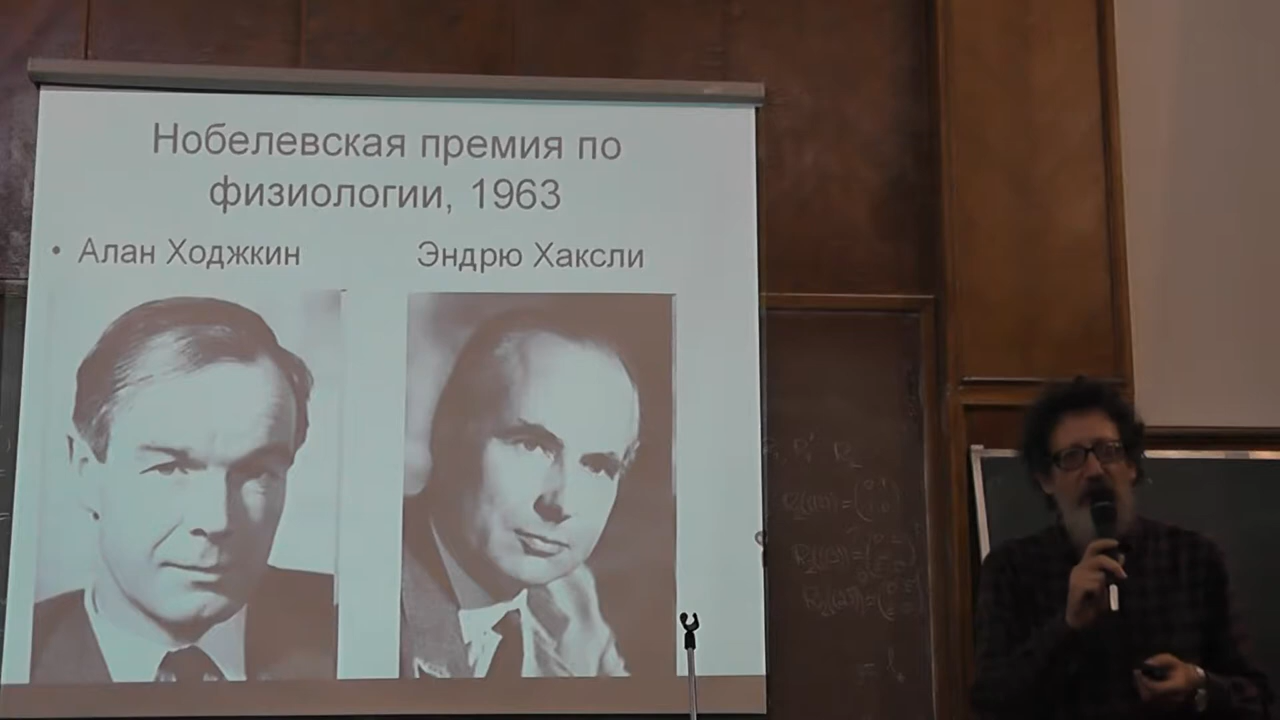 Нобелевская премия по
физиологии, 1963
• Алан Ходжкин
Эндрю Хаксли